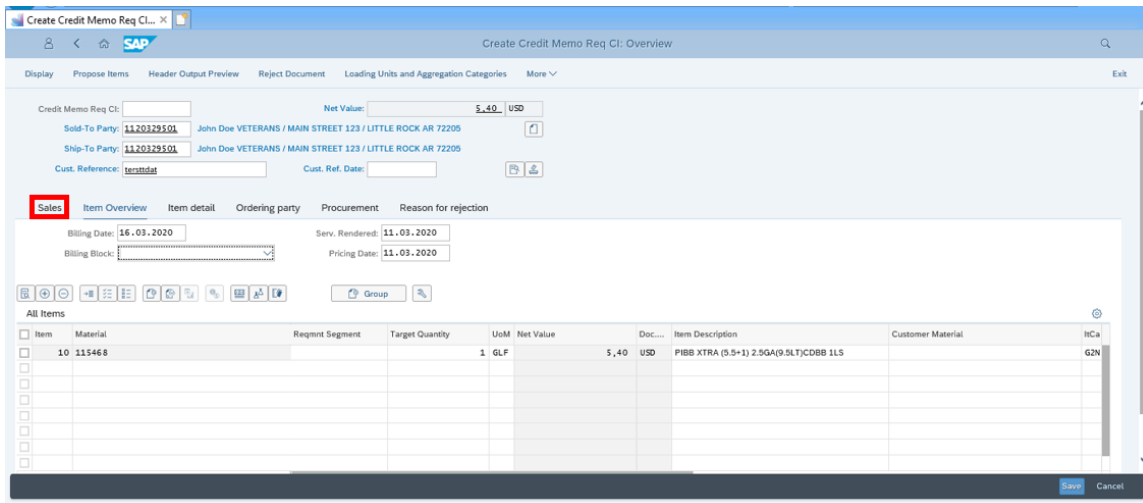 Create Credit Memo Req CI...
SAP Create Credit Memo Req CI: Overview
Display Propose Items Header Output Preview Reject Document Loading Units and Aggregation Categories More Exit
Credit Memo Req CI: Net Value: 5,40 USD
Sold-To Party: 1120329501 John Doe VETERANS / MAIN STREET 123 / LITTLE ROCK AR 72205
Ship-To Party: 1120329501 John Doe VETERANS / MAIN STREET 123 / LITTLE ROCK AR 72205
Cust. Reference: tersttdat Cust. Ref. Date:
Sales Item Overview Item detail Ordering party Procurement Reason for rejection
Billing Date: 16.03.2020 Serv. Rendered: 11.03.2020
Billing Block: Pricing Date: 11.03.2020
Group
All Items
Item Material Reqmnt Segment Target Quantity UoM Net Value Doc.... Item Description Customer Material ItCa
10 115468 1 GLF 5,40 USD PIBB XTRA (5.5+1) 2.5GA(9.5LT)CDBB 1LS G2N
Save Cancel